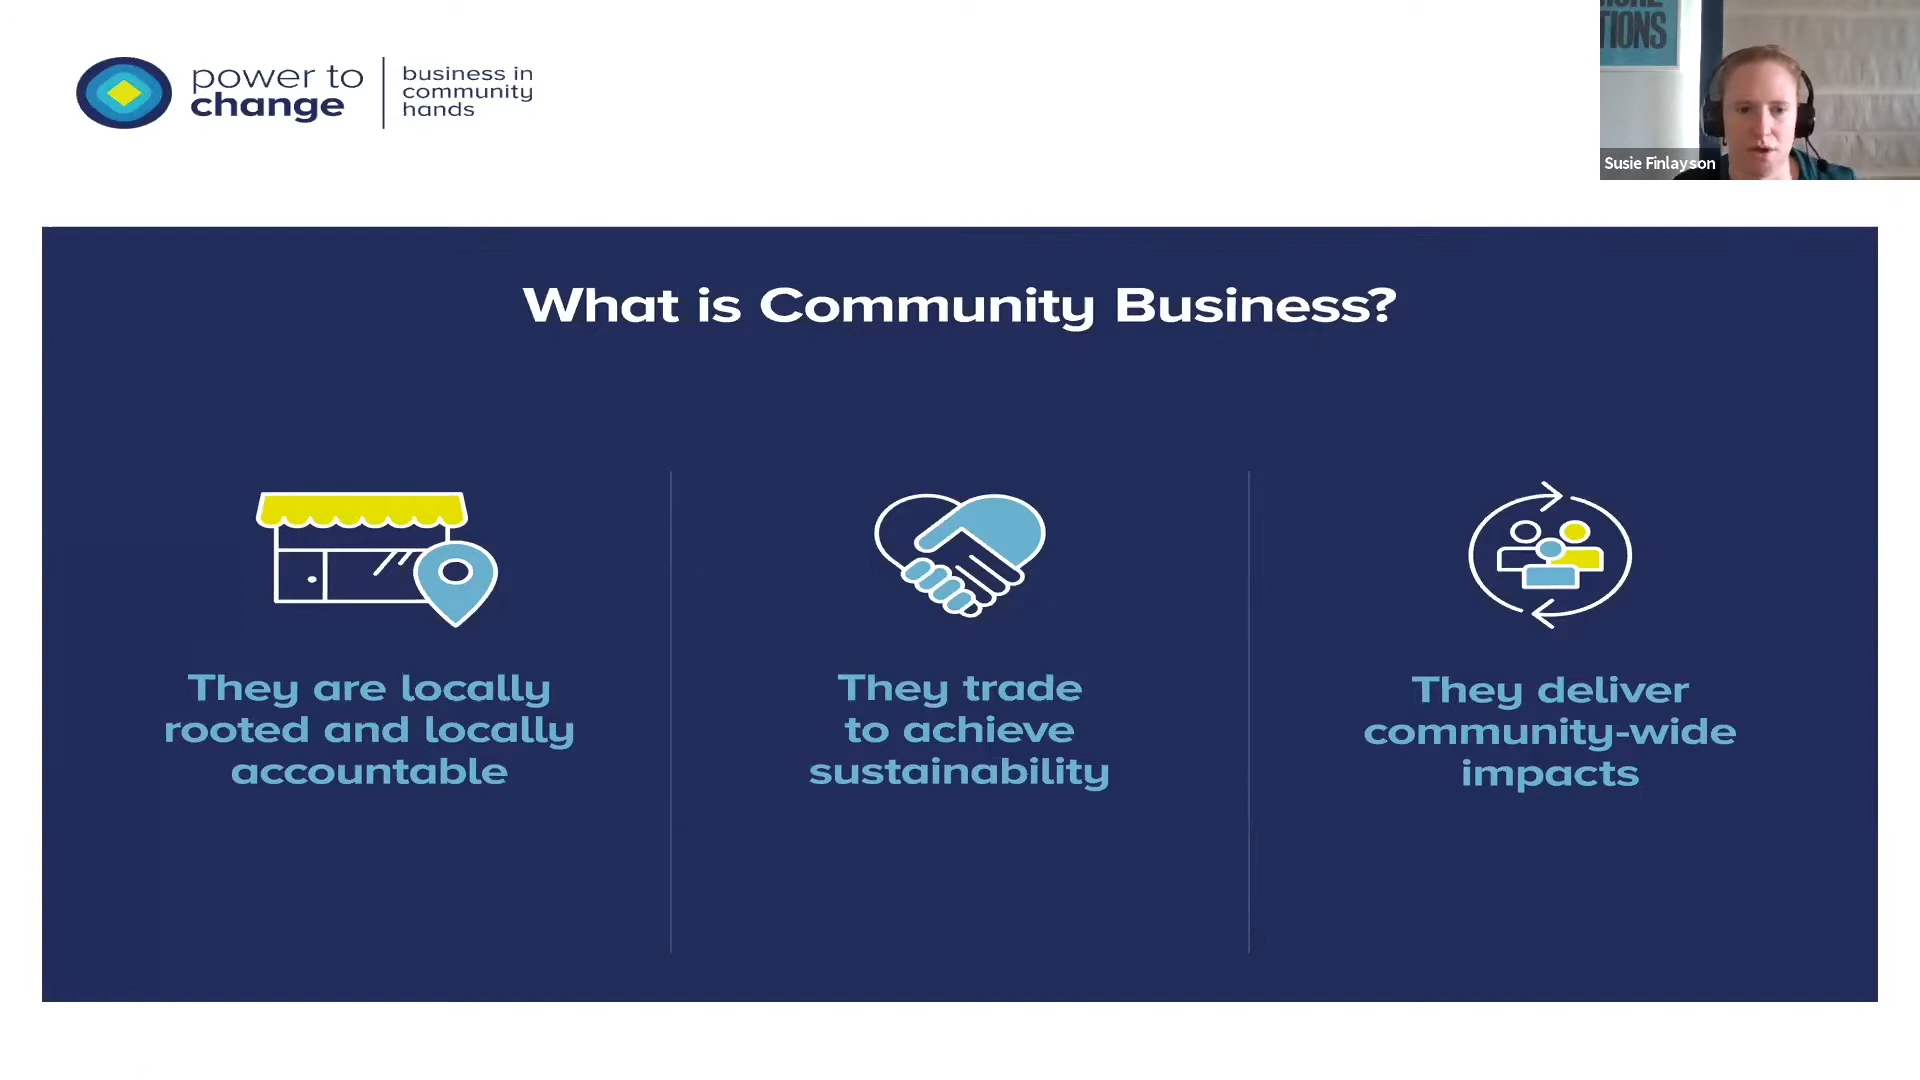 power to
change
business in
community
hands
TIONS
Susie Finlayson
What is Community Business?
They are locally
rooted and locally
accountable
They trade
to achieve
sustainability
They deliver
community-wide
impacts